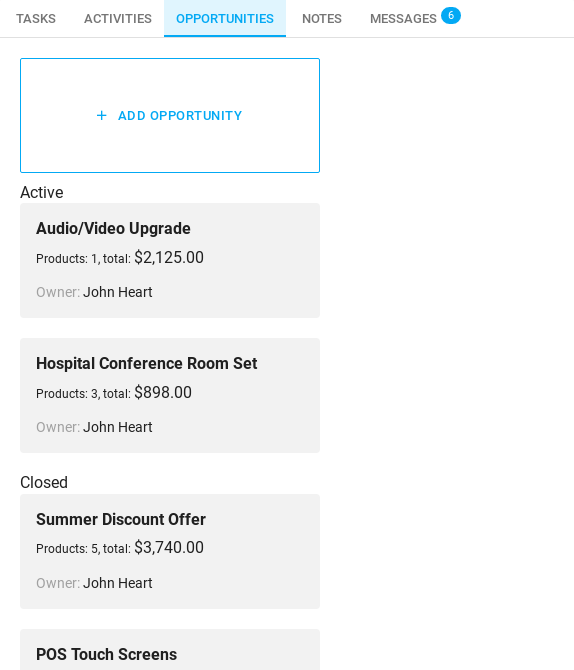 TASKS ACTIVITIES OPPORTUNITIES NOTES MESSAGES 6
+ ADD OPPORTUNITY
Active
Audio/Video Upgrade
Products: 1, total: $2,125.00
Owner: John Heart
Hospital Conference Room Set
Products: 3, total: $898.00
Owner: John Heart
Closed
Summer Discount Offer
Products: 5, total: $3,740.00
Owner: John Heart
POS Touch Screens